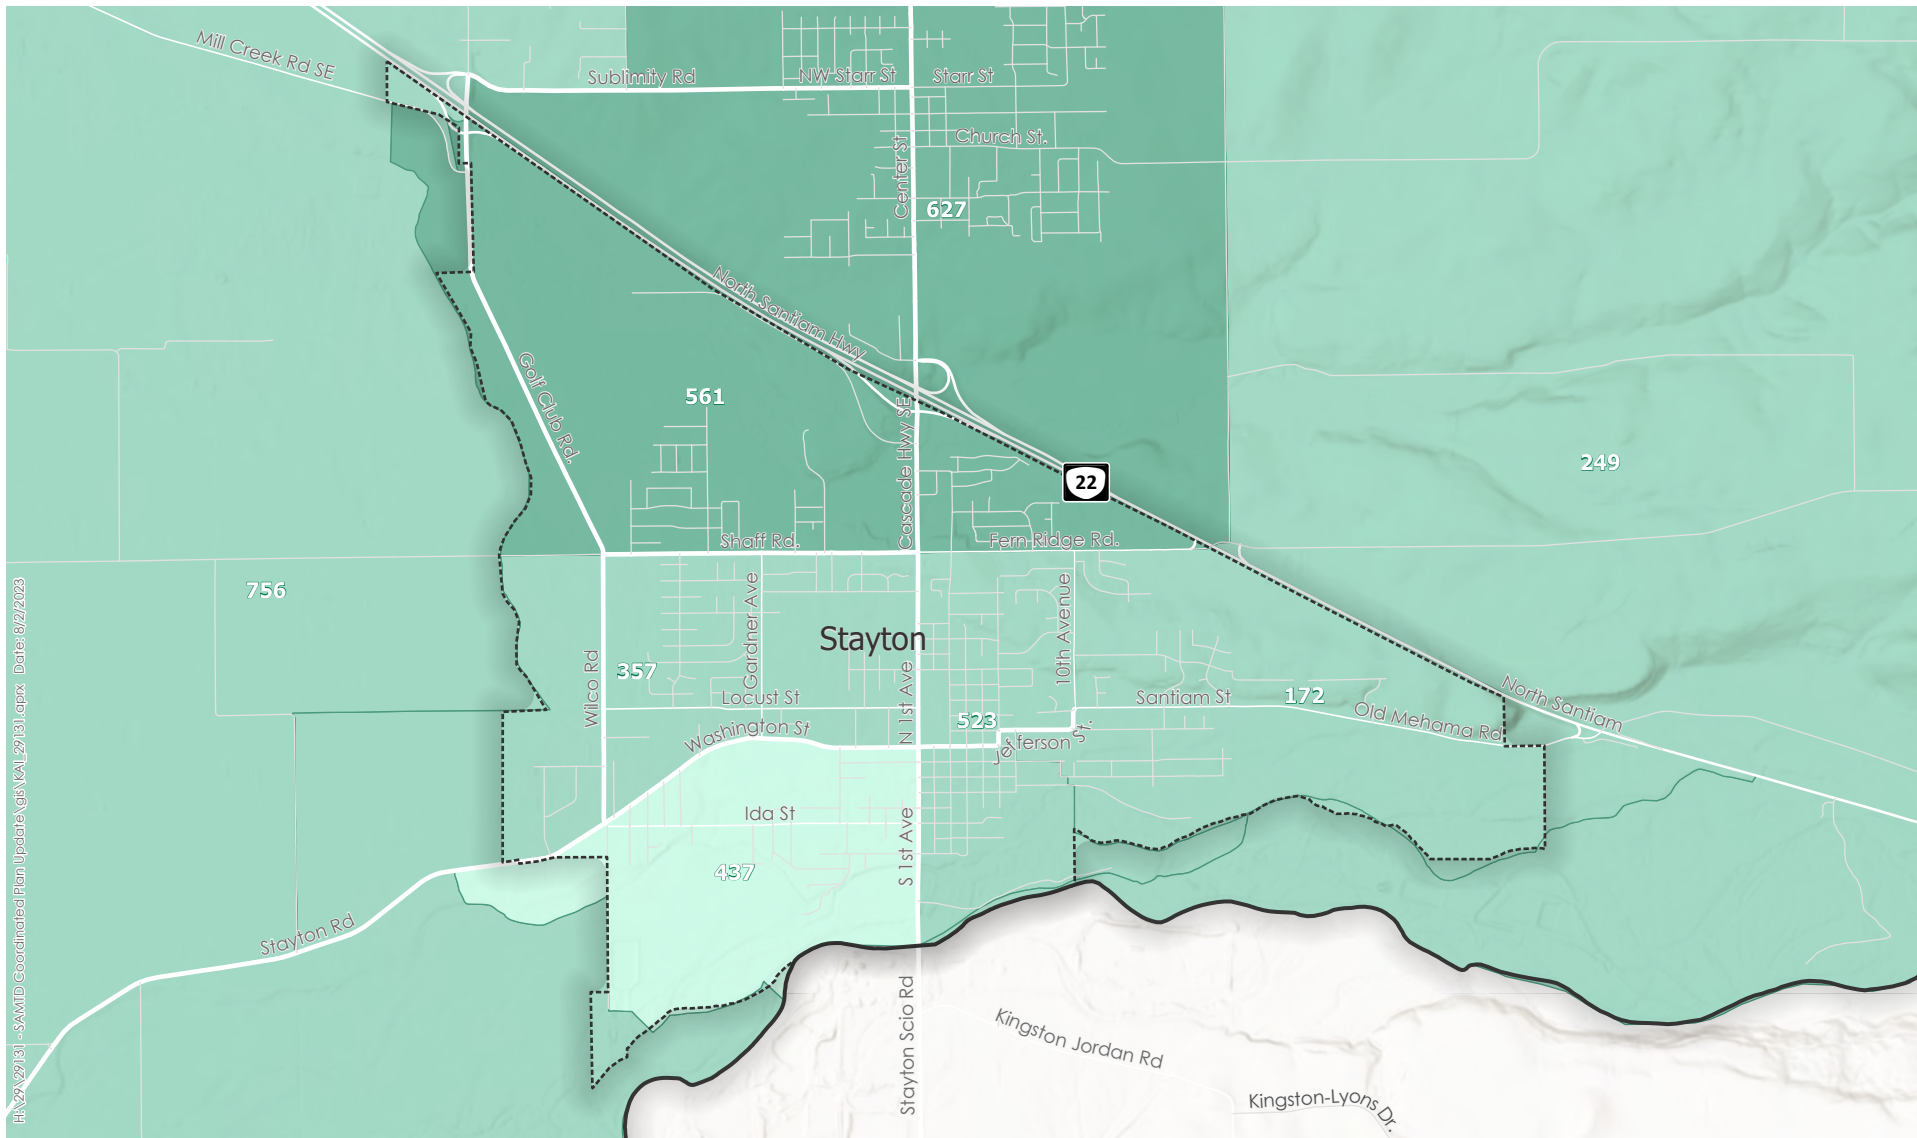 Mill Creek Rd SE
Sublimity Rd
NW Starr St
Starr St
Church St.
Center St
627
North Santiam Hwy
Golf Club Rd.
561
Cascade Hwy SE
22
249
Shaff Rd.
Fern Ridge Rd.
756
Gardner Ave
10th Avenue
Stayton
357
Wilco Rd
Locust St
N 1st Ave
Santiam St
172
North Santiam
Old Mehama Rd
Washington St
523
Jefferson St.
Ida St
S 1st Ave
437
Stayton Rd
Stayton Scio Rd
Kingston Jordan Rd
Kingston-Lyons Dr.
H:\29\29131 - SAMTD Coordinated Plan Update\gis\KAI_29131.aprx Date: 8/2/2023